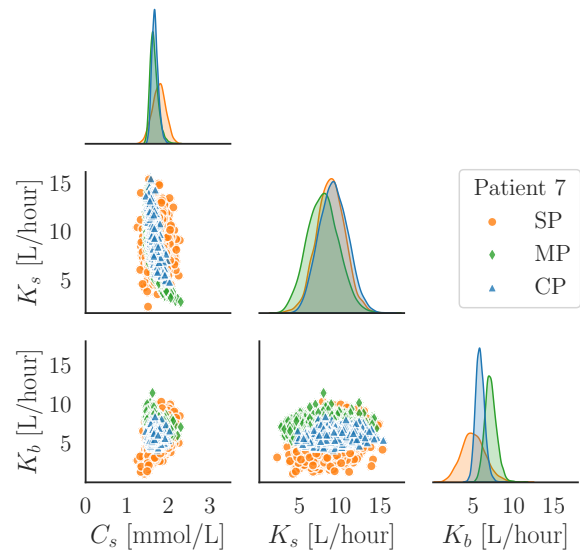 15
10
5
K_s [L/hour]
Patient 7
SP
MP
CP
15
10
5
K_b [L/hour]
0 1 2 3
C_s [mmol/L]
5 10 15
K_s [L/hour]
5 10 15
K_b [L/hour]